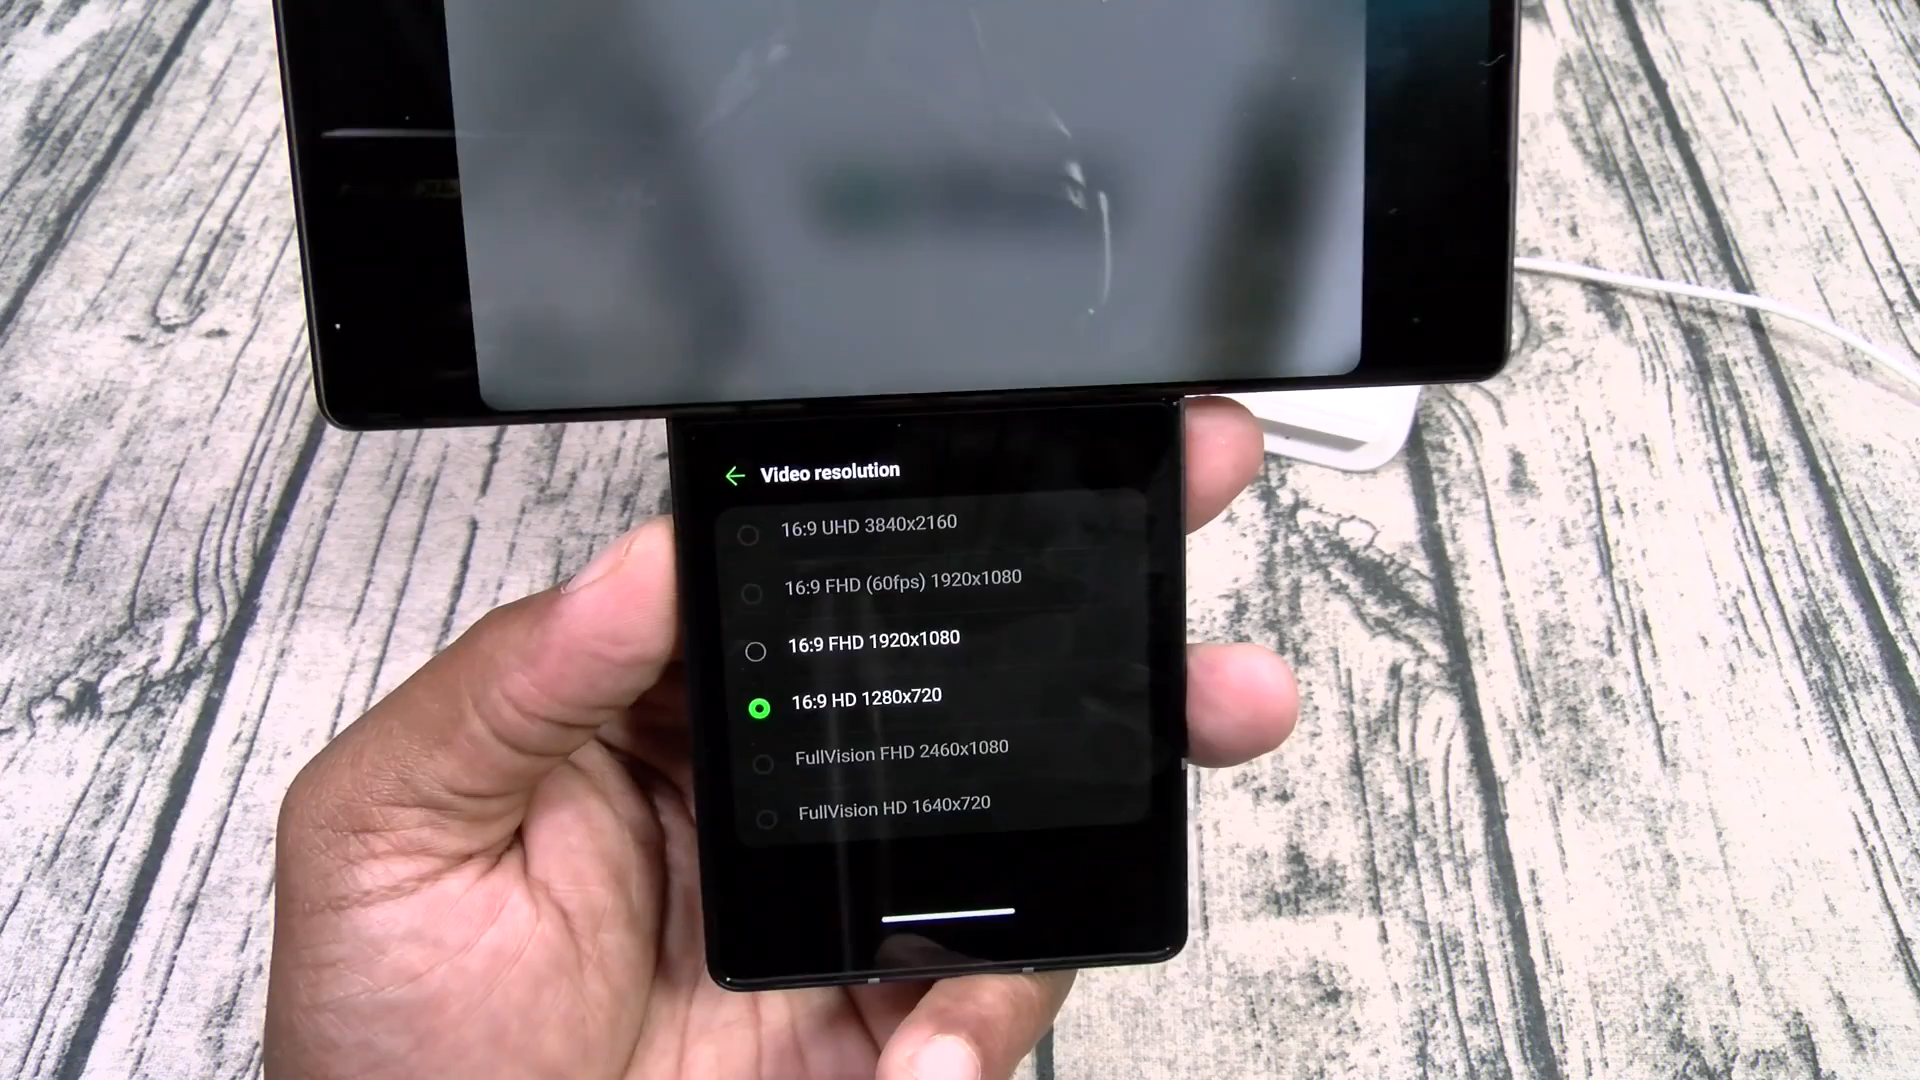 Video resolution
16:9 UHD 3840x2160
16:9 FHD (60fps) 1920x1080
16:9 FHD 1920x1080
16:9 HD 1280x720
FullVision FHD 2460x1080
FullVision HD 1640x720